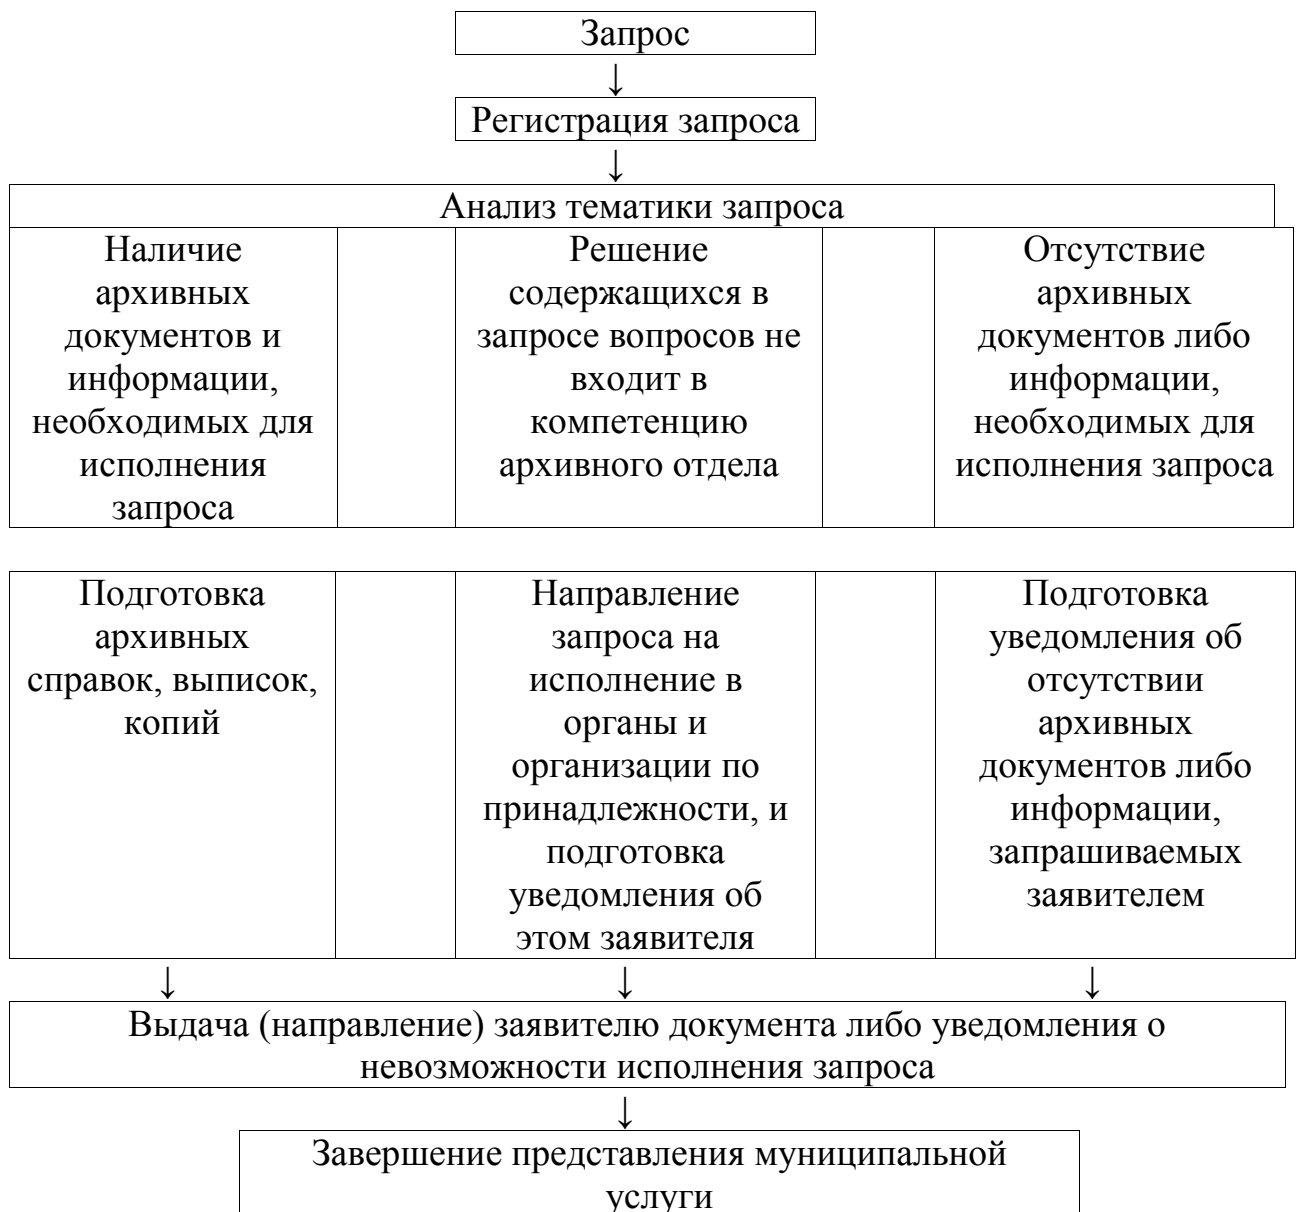 Запрос
↓
Регистрация запроса
↓
Анализ тематики запроса
Наличие
архивных
документов и
информации,
необходимых для
исполнения
запроса
Решение
содержащихся в
запросе вопросов не
входит в
компетенцию
архивного отдела
Отсутствие
архивных
документов либо
информации,
необходимых для
исполнения запроса
Подготовка
архивных
справок, выписок,
копий
Направление
запроса на
исполнение в
органы и
организации по
принадлежности, и
подготовка
уведомления об
этом заявителя
Подготовка
уведомления об
отсутствии
архивных
документов либо
информации,
запрашиваемых
заявителем
↓ ↓ ↓
Выдача (направление) заявителю документа либо уведомления о
невозможности исполнения запроса
↓
Завершение представления муниципальной
услуги